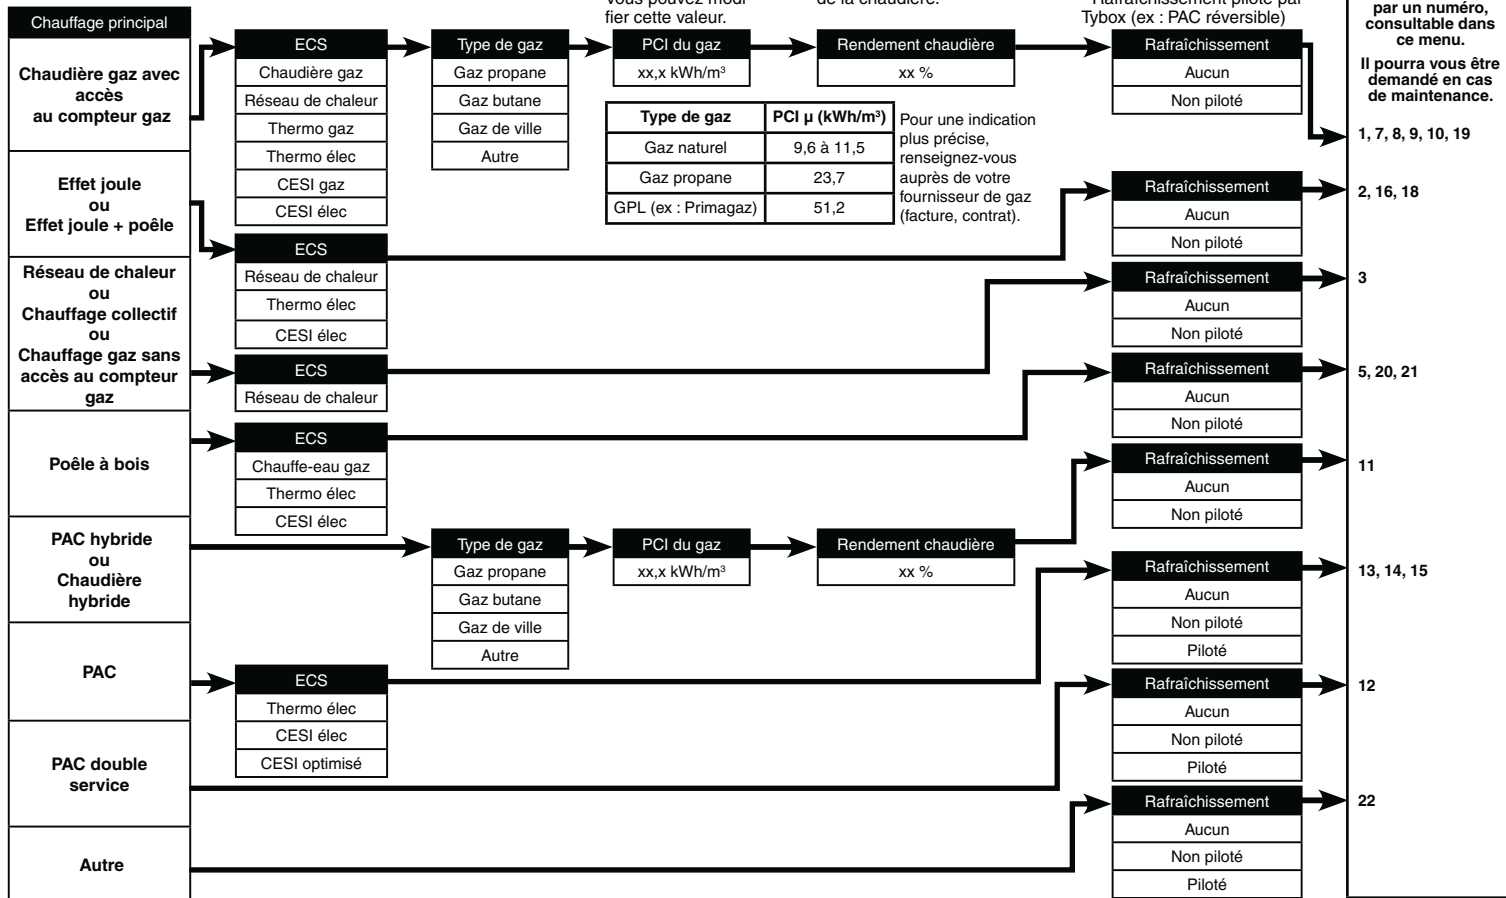 Vous pouvez modi-
fier cette valeur.
de la chaudière.
Rafraîchissement piloté par
Tybox (ex : PAC réversible)
par un numéro,
consultable dans
ce menu.
Il pourra vous être
demandé en cas
de maintenance.
Chauffage principal
Chaudière gaz avec
accès
au compteur gaz
ECS
Chaudière gaz
Réseau de chaleur
Thermo gaz
Thermo élec
CESI gaz
CESI élec
Type de gaz
Gaz propane
Gaz butane
Gaz de ville
Autre
PCI du gaz
xx,x kWh/m³
Rendement chaudière
xx %
Rafraîchissement
Aucun
Non piloté
1, 7, 8, 9, 10, 19
Type de gaz PCI µ (kWh/m³)
Gaz naturel 9,6 à 11,5
Gaz propane 23,7
GPL (ex : Primagaz) 51,2
Pour une indication
plus précise,
renseignez-vous
auprès de votre
fournisseur de gaz
(facture, contrat).
Effet joule
ou
Effet joule + poêle
ECS
Réseau de chaleur
Thermo élec
CESI élec
Rafraîchissement
Aucun
Non piloté
2, 16, 18
Réseau de chaleur
ou
Chauffage collectif
ou
Chauffage gaz sans
accès au compteur
gaz
ECS
Réseau de chaleur
Rafraîchissement
Aucun
Non piloté
3
Poêle à bois
ECS
Chauffe-eau gaz
Thermo élec
CESI élec
Rafraîchissement
Aucun
Non piloté
5, 20, 21
PAC hybride
ou
Chaudière
hybride
Type de gaz
Gaz propane
Gaz butane
Gaz de ville
Autre
PCI du gaz
xx,x kWh/m³
Rendement chaudière
xx %
Rafraîchissement
Aucun
Non piloté
11
PAC
ECS
Thermo élec
CESI élec
CESI optimisé
Rafraîchissement
Aucun
Non piloté
Piloté
13, 14, 15
PAC double
service
Rafraîchissement
Aucun
Non piloté
Piloté
12
Autre
Rafraîchissement
Aucun
Non piloté
Piloté
22